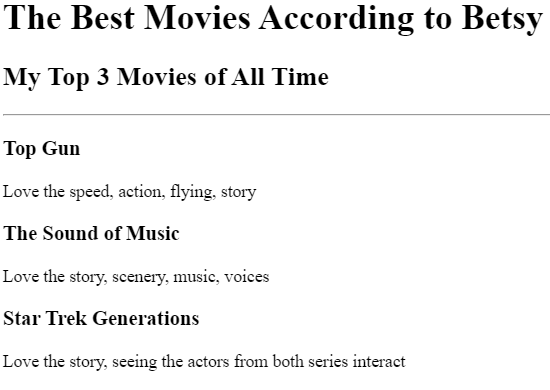 The Best Movies According to Betsy
My Top 3 Movies of All Time
Top Gun
Love the speed, action, flying, story
The Sound of Music
Love the story, scenery, music, voices
Star Trek Generations
Love the story, seeing the actors from both series interact